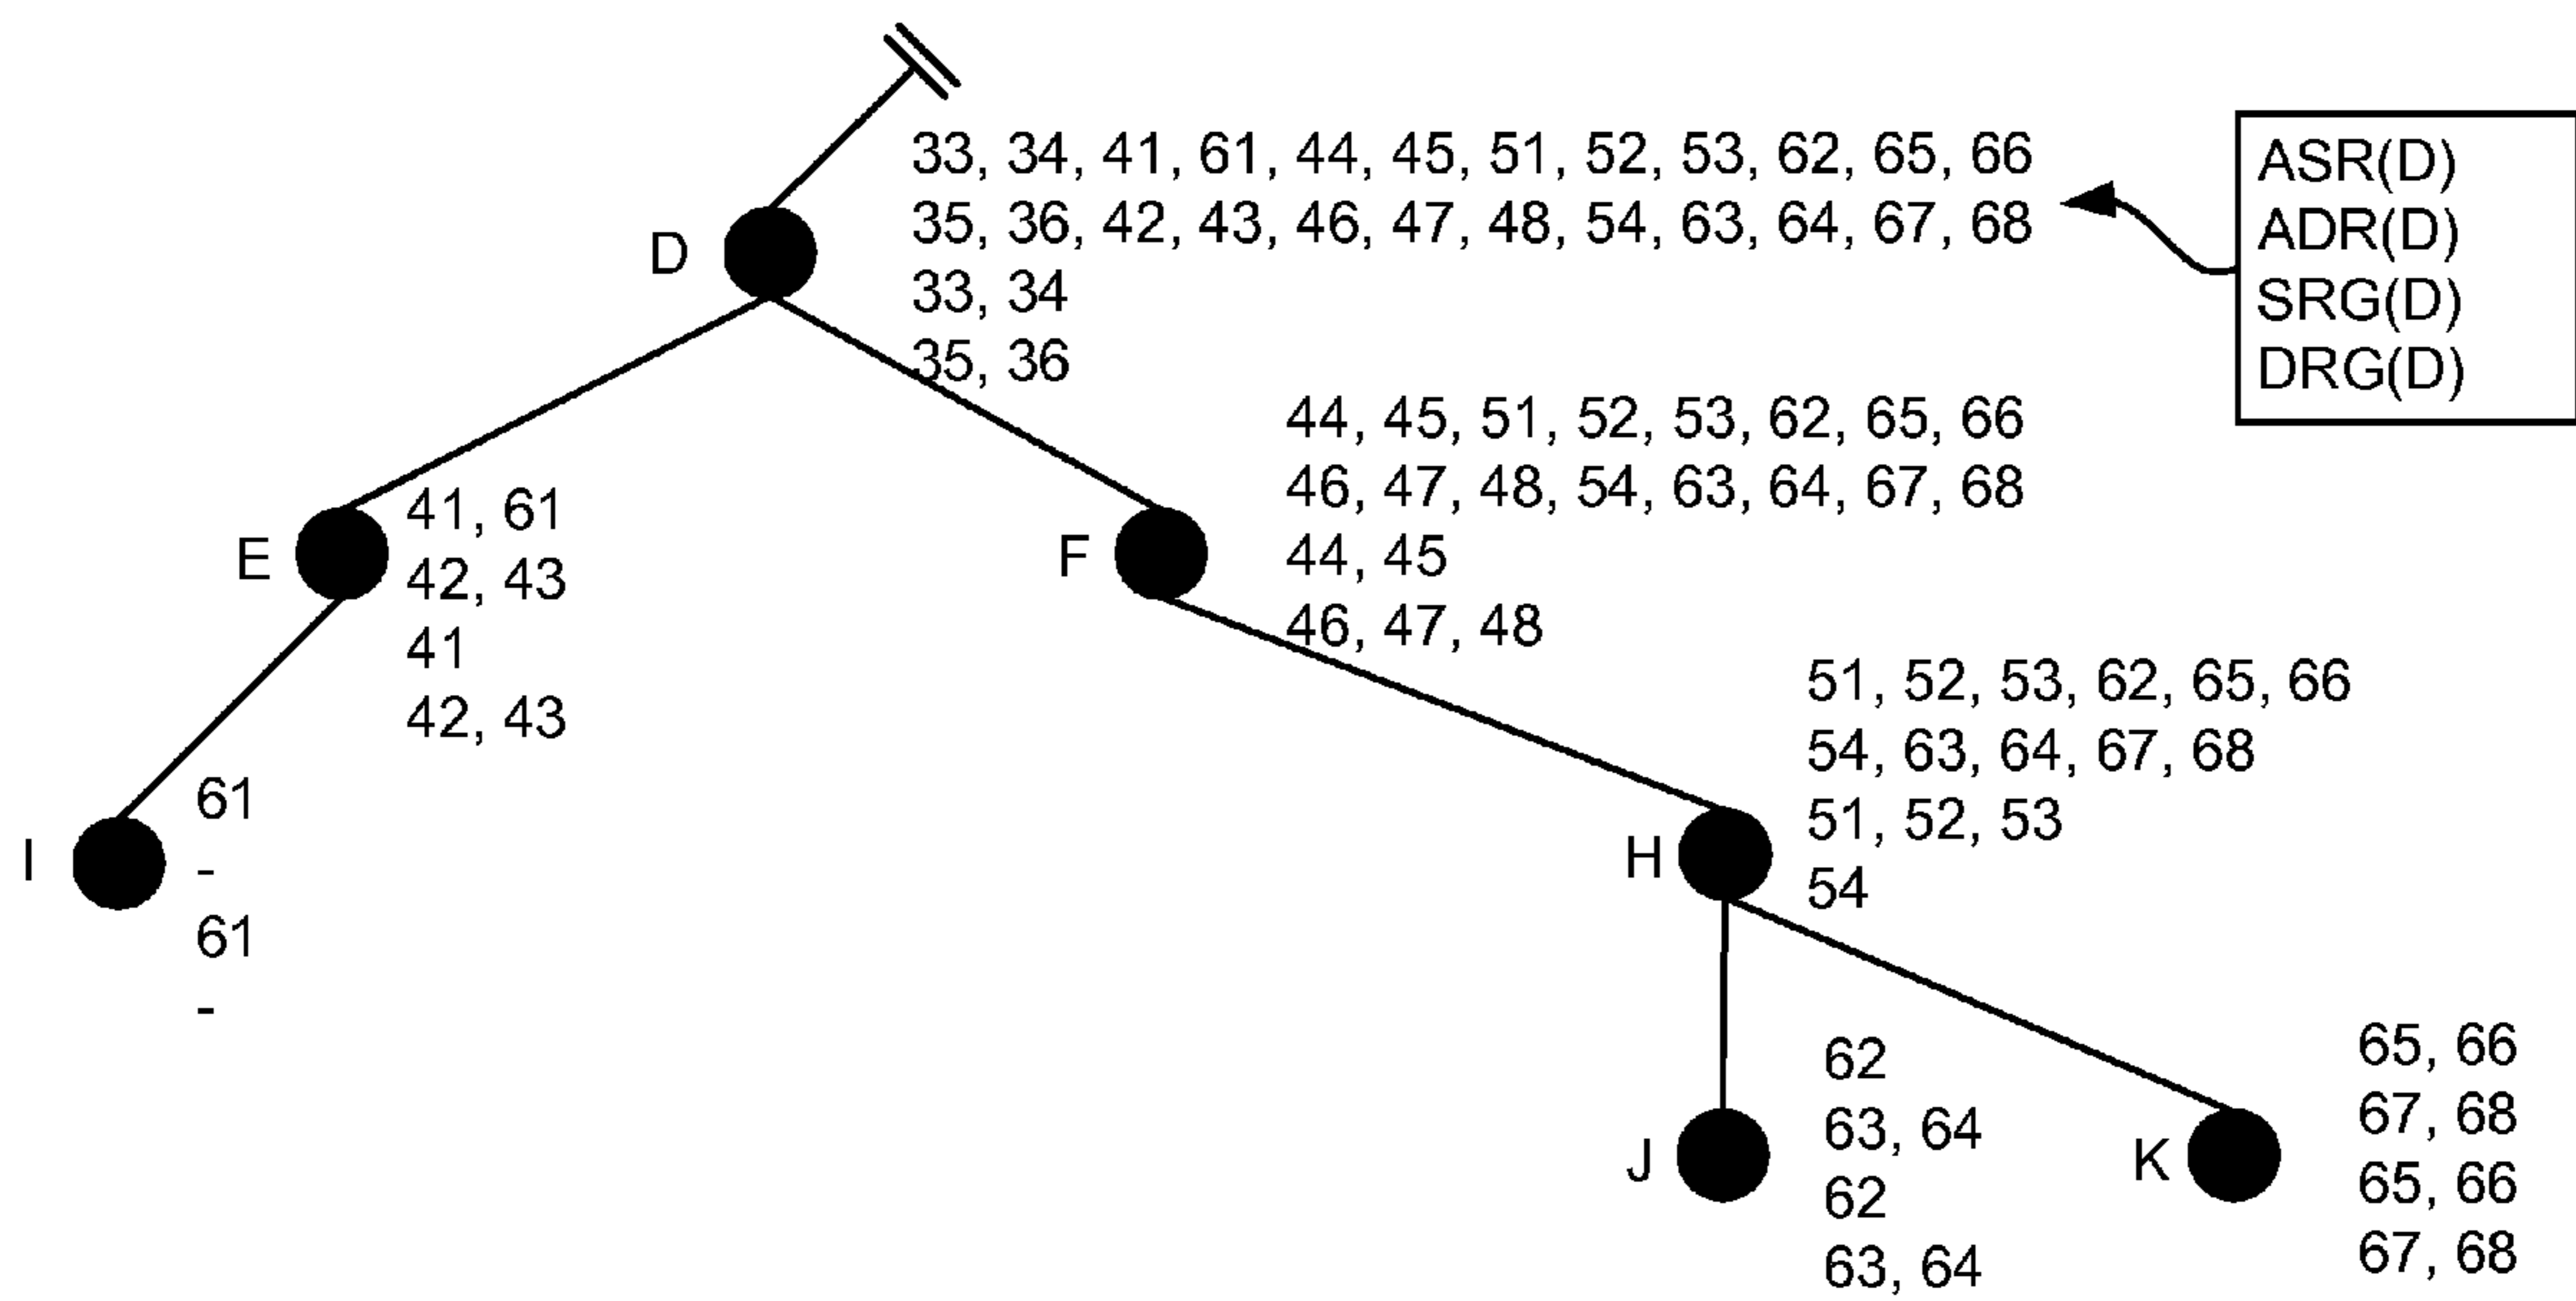 33, 34, 41, 61, 44, 45, 51, 52, 53, 62, 65, 66
35, 36, 42, 43, 46, 47, 48, 54, 63, 64, 67, 68
33, 34
35, 36
D
ASR(D)
ADR(D)
SRG(D)
DRG(D)
E
41, 61
42, 43
41
42, 43
F
44, 45, 51, 52, 53, 62, 65, 66
46, 47, 48, 54, 63, 64, 67, 68
44, 45
46, 47, 48
I
61
-
61
-
H
51, 52, 53, 62, 65, 66
54, 63, 64, 67, 68
51, 52, 53
54
J
62
63, 64
62
63, 64
K
65, 66
67, 68
65, 66
67, 68